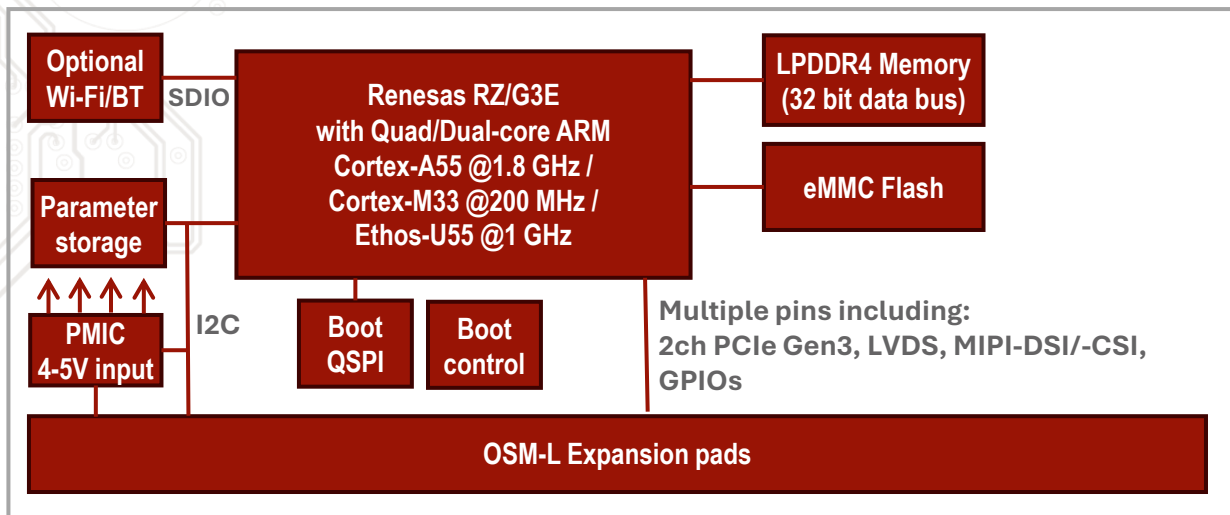 Optional
Wi-Fi/BT
SDIO
Renesas RZ/G3E
with Quad/Dual-core ARM
Cortex-A55 @1.8 GHz /
Cortex-M33 @200 MHz /
Ethos-U55 @1 GHz
LPDDR4 Memory
(32 bit data bus)
eMMC Flash
Parameter
storage
PMIC
4-5V input
I2C
Boot
QSPI
Boot
control
Multiple pins including:
2ch PCIe Gen3, LVDS, MIPI-DSI/-CSI,
GPIOs
OSM-L Expansion pads